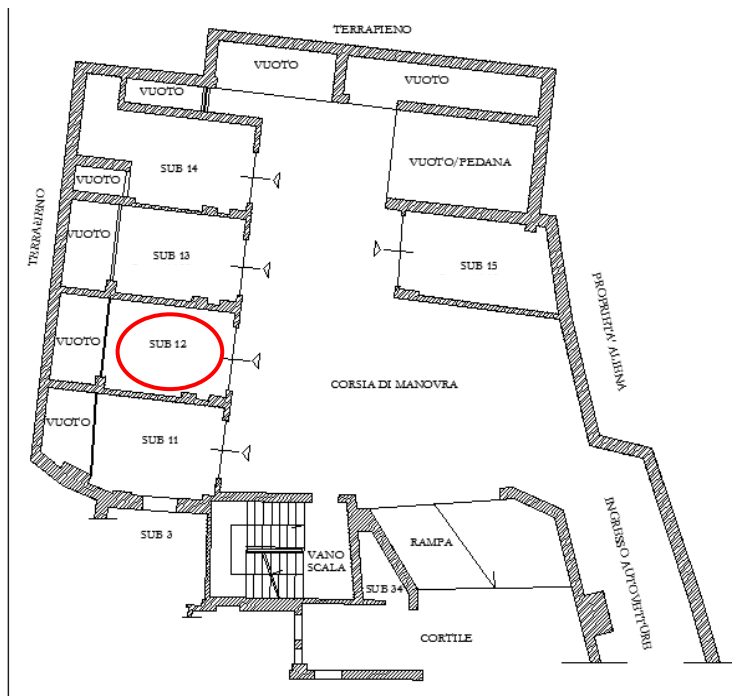 TERRAPIENO
VUOTO
VUOTO
VUOTO
VUOTO/PEDANA
SUB 14
VUOTO
TERRAPIENO
VUOTO
SUB 13
SUB 15
PROPRIETA' ALIENA
VUOTO
SUB 12
CORSIA DI MANOVRA
VUOTO
SUB 11
INGRESSO AUTOVETTURE
SUB 3
VANO
SCALA
RAMPA
SUB 34
CORTILE